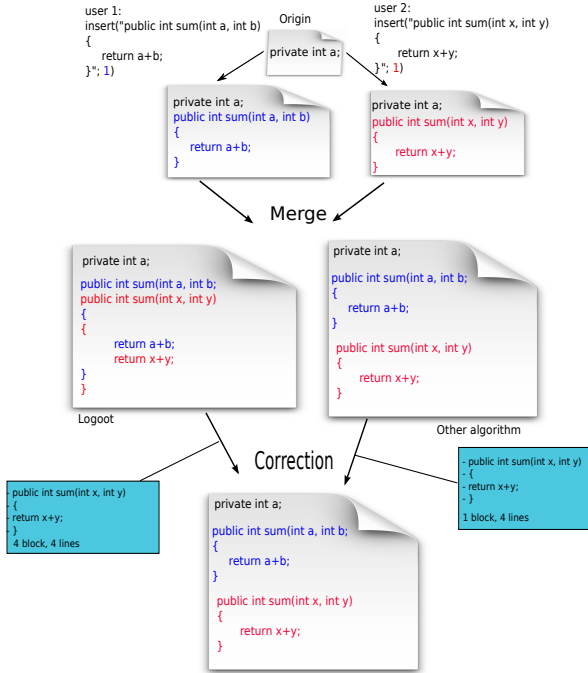 user 1:
insert("public int sum(int a, int b)
{
return a+b;
}"; 1)
Origin
private int a;
user 2:
insert("public int sum(int x, int y)
{
return x+y;
}"; 1)
private int a;
public int sum(int a, int b)
{
return a+b;
}
private int a;
public int sum(int x, int y)
{
return x+y;
}
Merge
private int a;
public int sum(int a, int b;
public int sum(int x, int y)
{
{
return a+b;
return x+y;
}
}
Logoot
private int a;
public int sum(int a, int b;
{
return a+b;
}
public int sum(int x, int y)
{
return x+y;
}
Other algorithm
Correction
- public int sum(int x, int y)
- {
- return x+y;
- }
4 block, 4 lines
- public int sum(int x, int y)
- {
- return x+y;
- }
1 block, 4 lines
private int a;
public int sum(int a, int b;
{
return a+b;
}
public int sum(int x, int y)
{
return x+y;
}